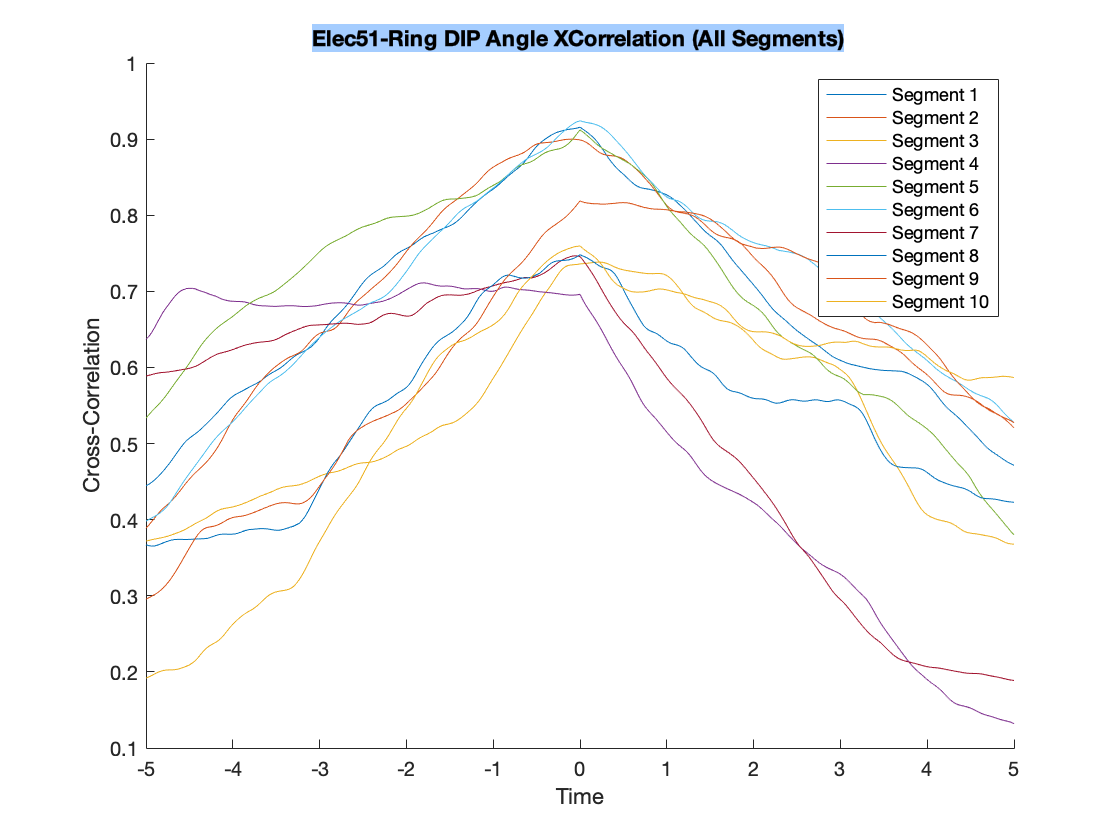 Elec51-Ring DIP Angle XCorrelation (All Segments)
1
0.9
0.8
0.7
0.6
0.5
0.4
0.3
0.2
0.1
Cross-Correlation
-5 -4 -3 -2 -1 0 1 2 3 4 5
Time
Segment 1
Segment 2
Segment 3
Segment 4
Segment 5
Segment 6
Segment 7
Segment 8
Segment 9
Segment 10